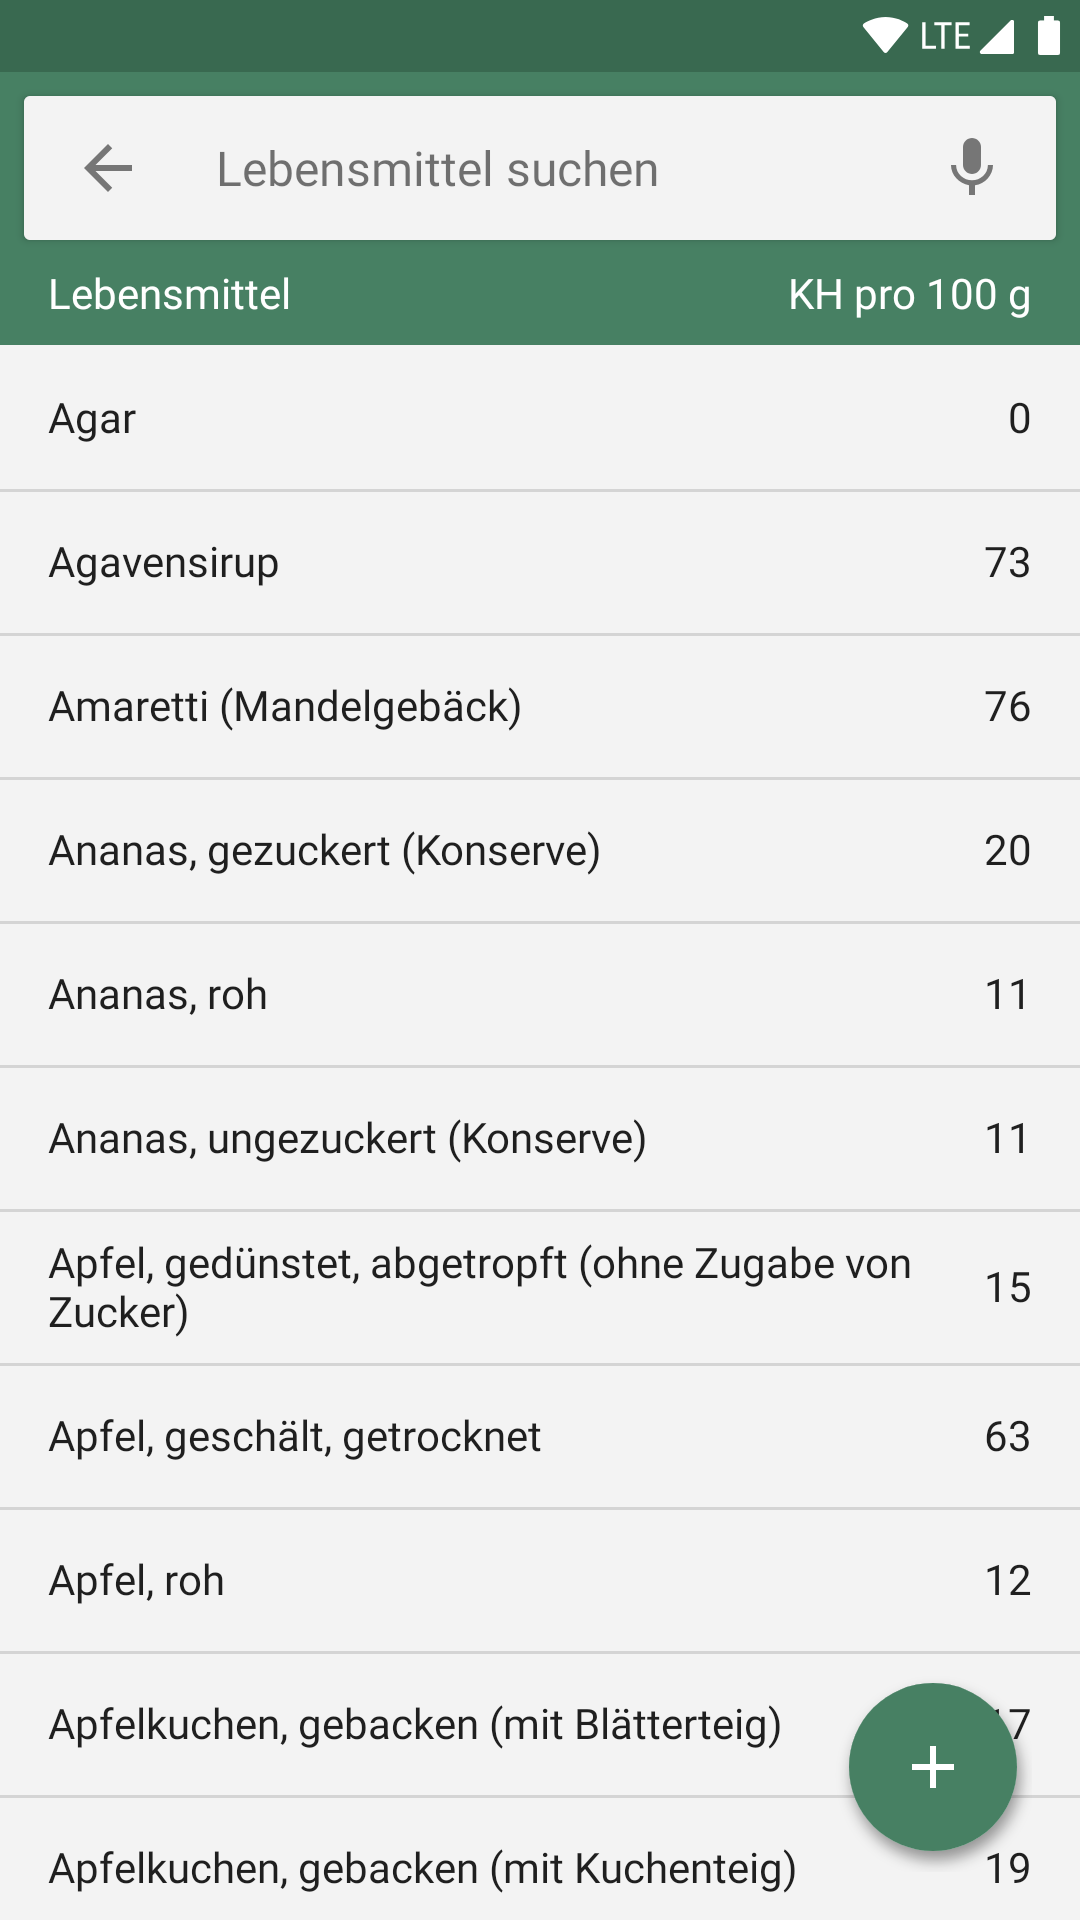 LTE
Lebensmittel suchen
Lebensmittel KH pro 100 g
Agar 0
Agavensirup 73
Amaretti (Mandelgebäck) 76
Ananas, gezuckert (Konserve) 20
Ananas, roh 11
Ananas, ungezuckert (Konserve) 11
Apfel, gedünstet, abgetropft (ohne Zugabe von
Zucker) 15
Apfel, geschält, getrocknet 63
Apfel, roh 12
Apfelkuchen, gebacken (mit Blätterteig)
Apfelkuchen, gebacken (mit Kuchenteig) 19